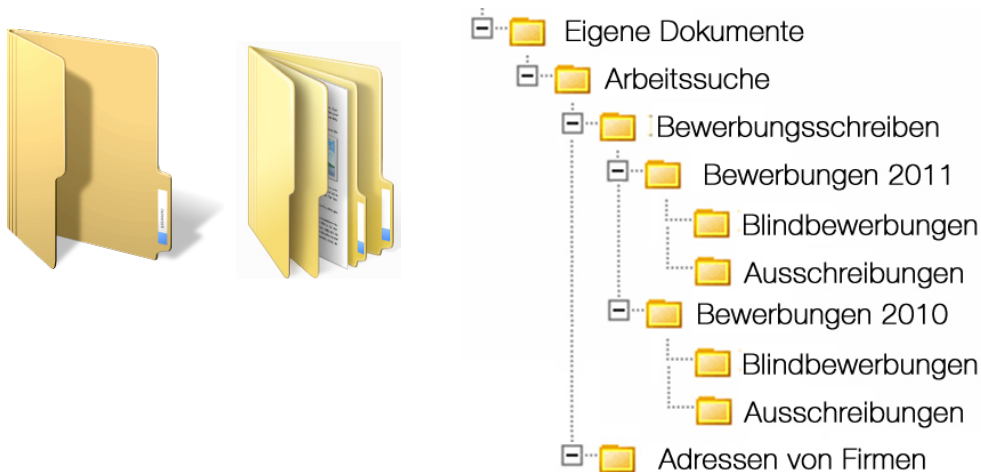 Eigene Dokumente
Arbeitssuche
Bewerbungsschreiben
Bewerbungen 2011
Blindbewerbungen
Ausschreibungen
Bewerbungen 2010
Blindbewerbungen
Ausschreibungen
Adressen von Firmen